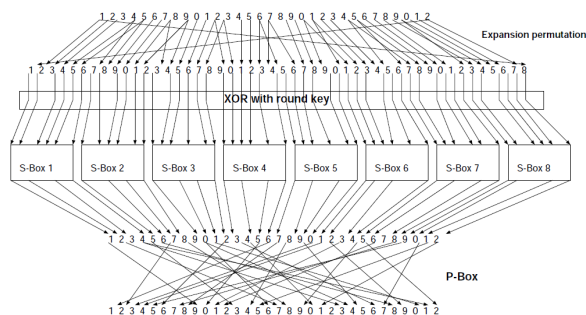 1 2 3 4 5 6 7 8 9 0 1 2 3 4 5 6 7 8 9 0 1 2 3 4 5 6 7 8 9 0 1 2
Expansion permutation
1 2 3 4 5 6 7 8 9 0 1 2 3 4 5 6 7 8 9 0 1 2 3 4 5 6 7 8 9 0 1 2 3 4 5 6 7 8 9 0 1 2 3 4 5 6 7 8
XOR with round key
S-Box 1 S-Box 2 S-Box 3 S-Box 4 S-Box 5 S-Box 6 S-Box 7 S-Box 8
1 2 3 4 5 6 7 8 9 0 1 2 3 4 5 6 7 8 9 0 1 2 3 4 5 6 7 8 9 0 1 2
P-Box
1 2 3 4 5 6 7 8 9 0 1 2 3 4 5 6 7 8 9 0 1 2 3 4 5 6 7 8 9 0 1 2